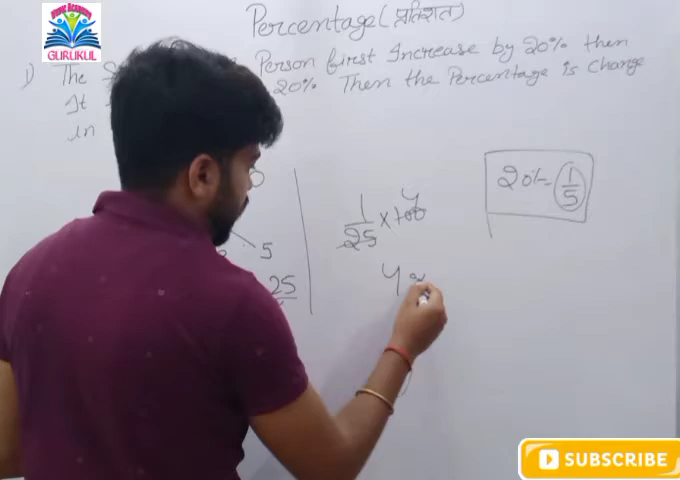 GURUKUL
Percentage (प्रतिशत)
1) The Person first Increase by 20% then
It 20% Then the Percentage is change
in
1/25 × 100 4
20% = 1/5
5
25
4%
SUBSCRIBE